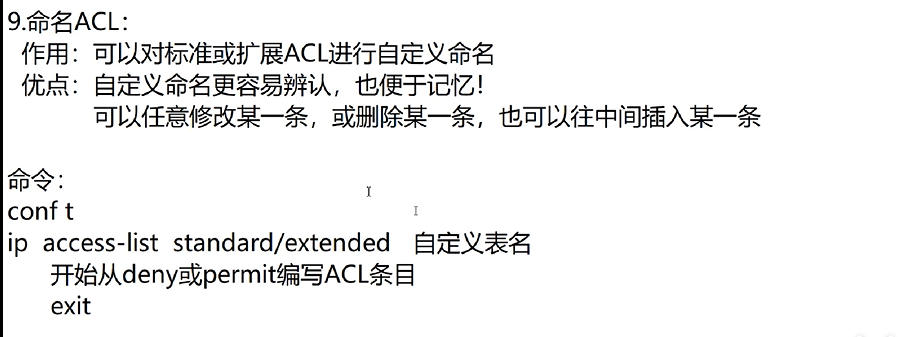 9.命名ACL：
作用：可以对标准或扩展ACL进行自定义命名
优点：自定义命名更容易辨认，也便于记忆！
可以任意修改某一条，或删除某一条，也可以往中间插入某一条
命令：
conf t
ip access-list standard/extended 自定义表名
开始从deny或permit编写ACL条目
exit